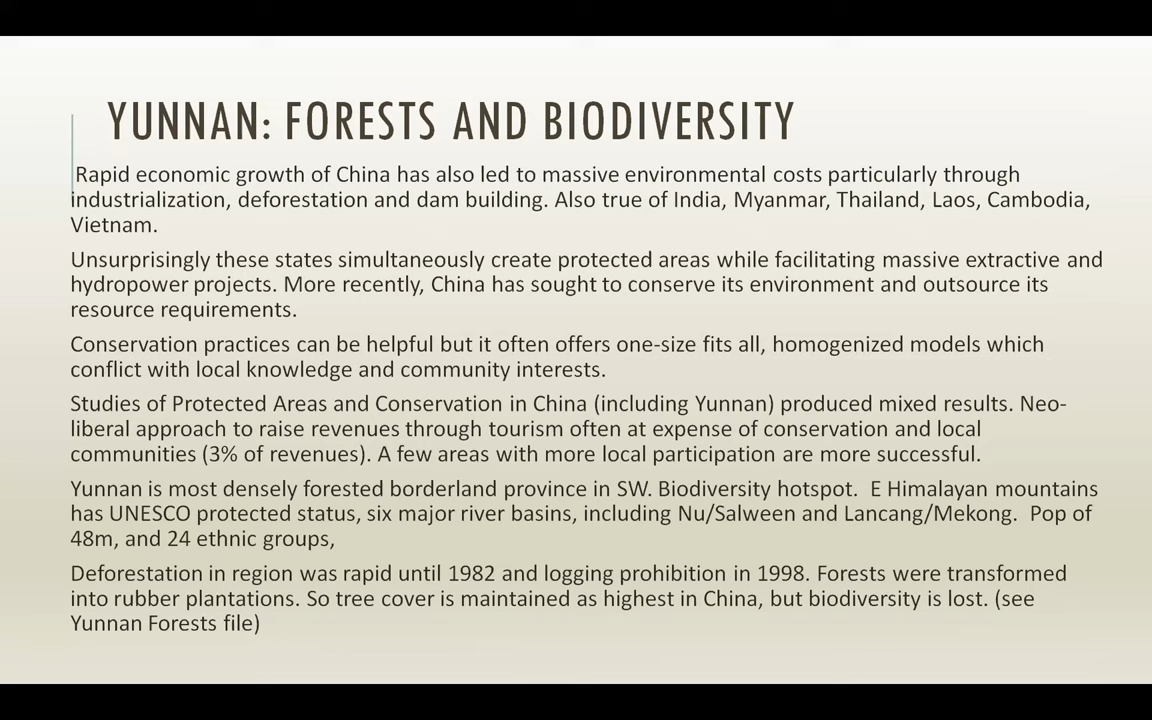 YUNNAN: FORESTS AND BIODIVERSITY
Rapid economic growth of China has also led to massive environmental costs particularly through
industrialization, deforestation and dam building. Also true of India, Myanmar, Thailand, Laos, Cambodia,
Vietnam.
Unsurprisingly these states simultaneously create protected areas while facilitating massive extractive and
hydropower projects. More recently, China has sought to conserve its environment and outsource its
resource requirements.
Conservation practices can be helpful but it often offers one-size fits all, homogenized models which
conflict with local knowledge and community interests.
Studies of Protected Areas and Conservation in China (including Yunnan) produced mixed results. Neo-
liberal approach to raise revenues through tourism often at expense of conservation and local
communities (3% of revenues). A few areas with more local participation are more successful.
Yunnan is most densely forested borderland province in SW. Biodiversity hotspot.  E Himalayan mountains
has UNESCO protected status, six major river basins, including Nu/Salween and Lancang/Mekong.  Pop of
48m, and 24 ethnic groups,
Deforestation in region was rapid until 1982 and logging prohibition in 1998. Forests were transformed
into rubber plantations. So tree cover is maintained as highest in China, but biodiversity is lost. (see
Yunnan Forests file)